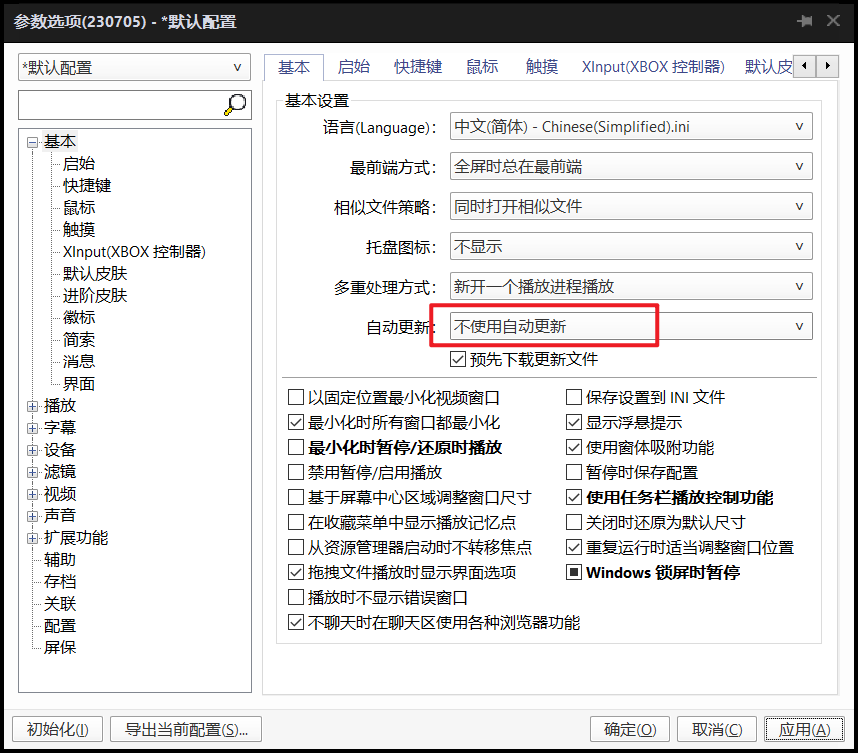 参数选项(230705) - *默认配置
*默认配置
基本
启始
快捷键
鼠标
触摸
XInput(XBOX 控制器)
默认皮肤
进阶皮肤
徽标
简索
消息
界面
播放
字幕
设备
滤镜
视频
声音
扩展功能
辅助
存档
关联
配置
屏保
基本 启始 快捷键 鼠标 触摸 XInput(XBOX 控制器) 默认皮
基本设置
语言(Language): 中文(简体) - Chinese(Simplified).ini
最前端方式: 全屏时总在最前端
相似文件策略: 同时打开相似文件
托盘图标: 不显示
多重处理方式: 新开一个播放进程播放
自动更新: 不使用自动更新
预先下载更新文件
以固定位置最小化视频窗口 保存设置到 INI 文件
最小化时所有窗口都最小化 显示浮悬提示
最小化时暂停/还原时播放 使用窗体吸附功能
禁用暂停/启用播放 暂停时保存配置
基于屏幕中心区域调整窗口尺寸 使用任务栏播放控制功能
在收藏菜单中显示播放记忆点 关闭时还原为默认尺寸
从资源管理器启动时不转移焦点 重复运行时适当调整窗口位置
拖拽文件播放时显示界面选项 Windows 锁屏时暂停
播放时不显示错误窗口
不聊天时在聊天区使用各种浏览器功能
初始化(I) 导出当前配置(S)... 确定(O) 取消(C) 应用(A)